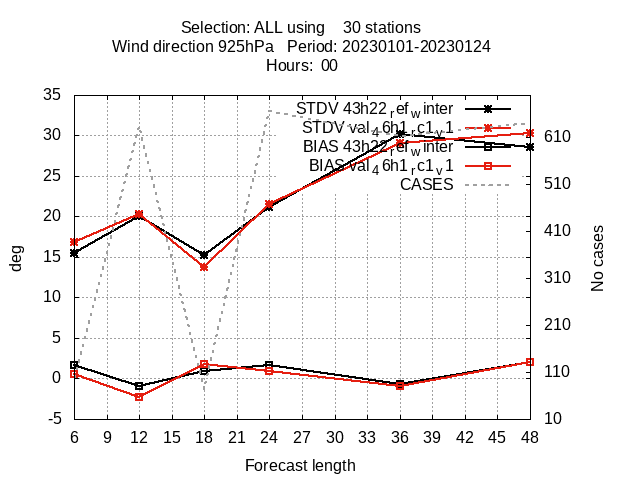 Selection: ALL using    30 stations
Wind direction 925hPa   Period: 20230101-20230124
Hours:  00
35
30
25
20
15
10
5
0
-5
deg
STDV 43h22_ref_winter
STDV val_46h1_rc1_v1
BIAS 43h22_ref_winter
BIAS val_46h1_rc1_v1
CASES
610
510
410
310
210
110
10
No cases
6 9 12 15 18 21 24 27 30 33 36 39 42 45 48
Forecast length